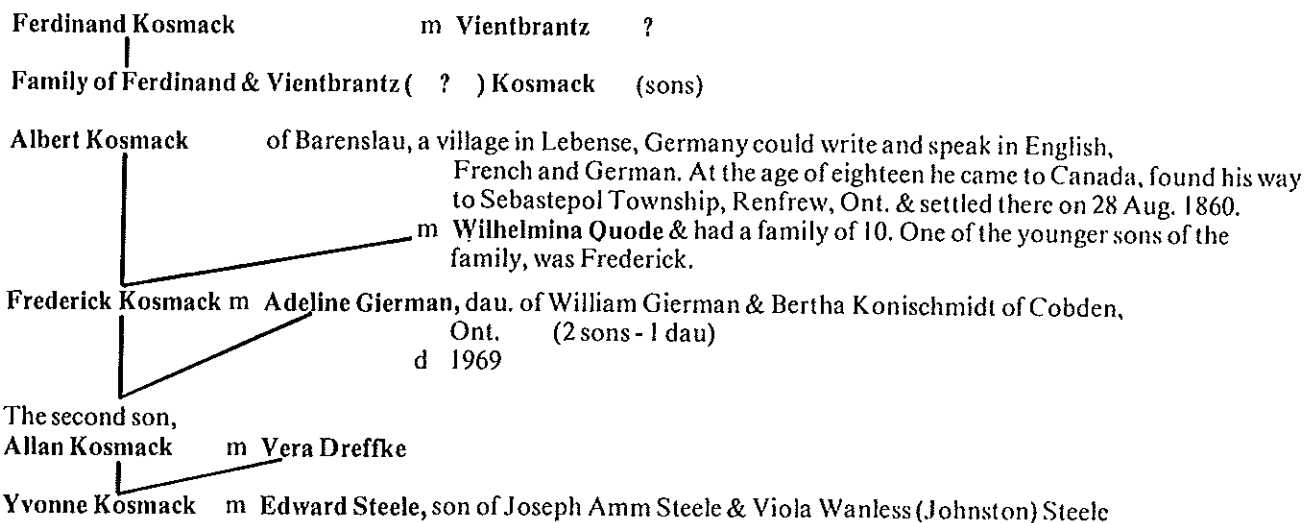 Ferdinand Kosmack m Vientbrantz ?
Family of Ferdinand & Vientbrantz ( ? ) Kosmack (sons)
Albert Kosmack of Barenslau, a village in Lebense, Germany could write and speak in English,
French and German. At the age of eighteen he came to Canada, found his way
to Sebastepol Township, Renfrew, Ont. & settled there on 28 Aug. 1860.
m Wilhelmina Quode & had a family of 10. One of the younger sons of the
family, was Frederick.
Frederick Kosmack m Adeline Gierman, dau. of William Gierman & Bertha Konischmidt of Cobden,
Ont. (2 sons - 1 dau)
d 1969
The second son,
Allan Kosmack m Vera Dreffke
Yvonne Kosmack m Edward Steele, son of Joseph Amm Steele & Viola Wanless (Johnston) Steele